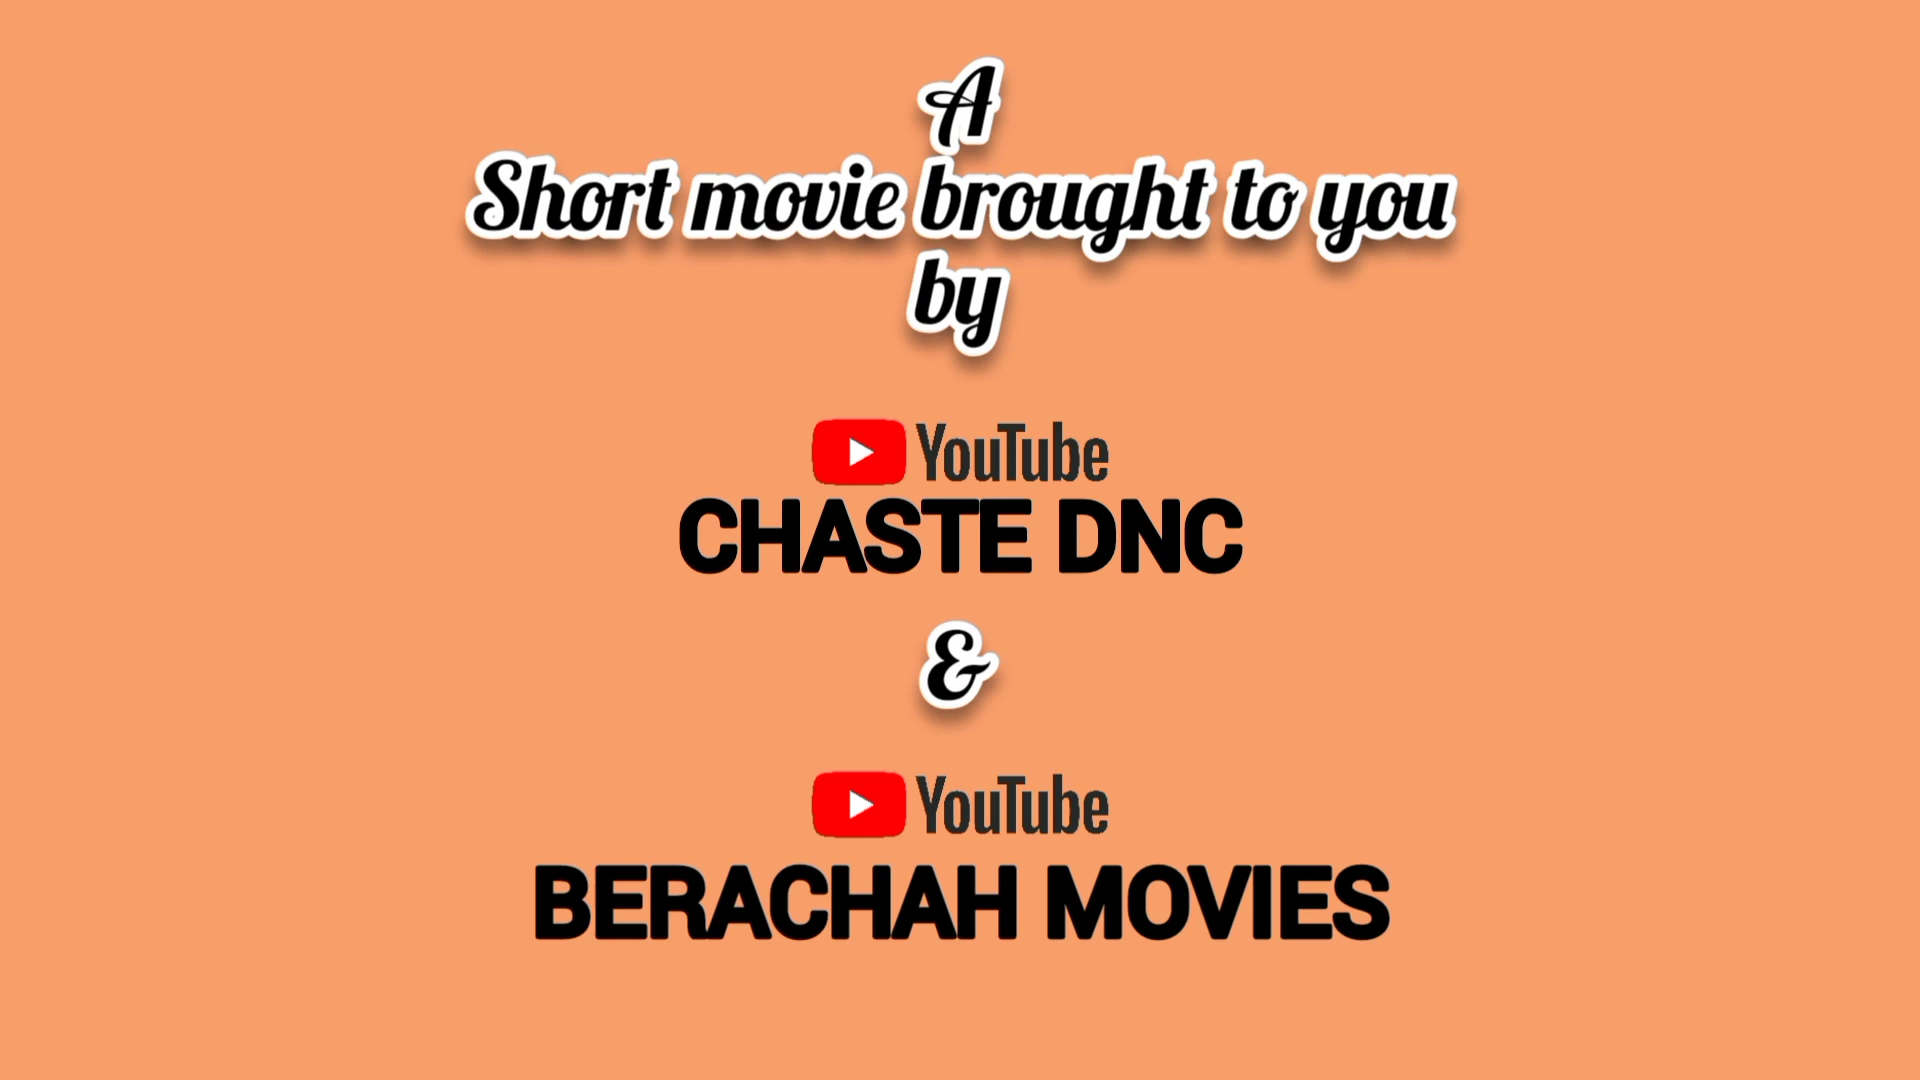 A
Short movie brought to you
by
YouTube
CHASTE DNC
&
YouTube
BERACHAH MOVIES